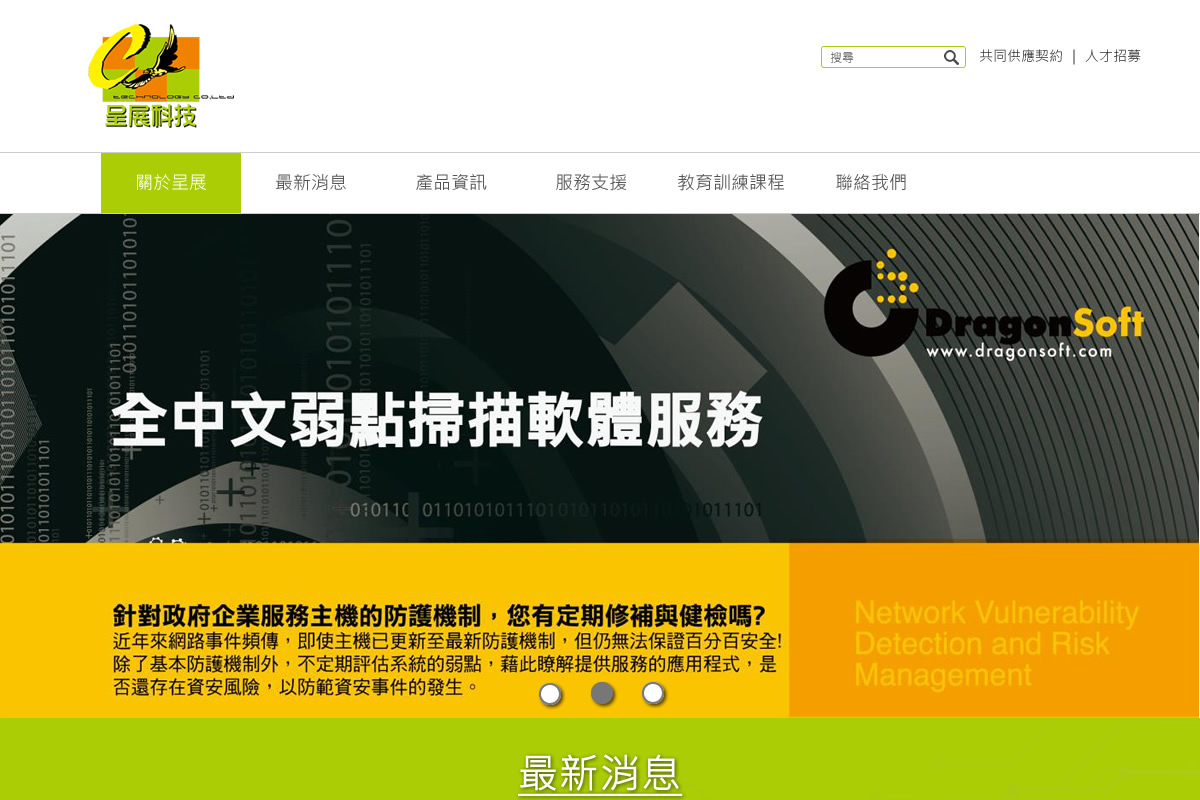 TECHNOLOGY CO.,LTD
呈展科技
搜尋
共同供應契約 | 人才招募
關於呈展 最新消息 產品資訊 服務支援 教育訓練課程 聯絡我們
DragonSoft
www.dragonsoft.com
全中文弱點掃描軟體服務
針對政府企業服務主機的防護機制，您有定期修補與健檢嗎?
近年來網路事件頻傳，即使主機已更新至最新防護機制，但仍無法保證百分百安全!
除了基本防護機制外，不定期評估系統的弱點，藉此瞭解提供服務的應用程式，是
否還存在資安風險，以防範資安事件的發生。
Network Vulnerability
Detection and Risk
Management
最新消息